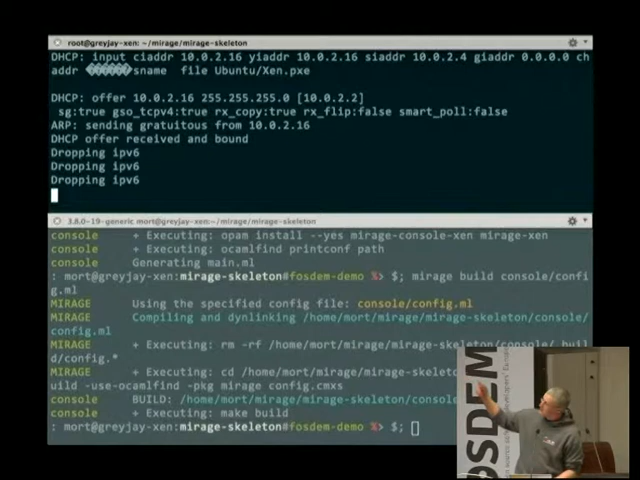 root@greyjay-xen: ~/mirage/mirage-skeleton
DHCP: input ciaddr 10.0.2.16 yiaddr 10.0.2.16 siaddr 10.0.2.4 giaddr 0.0.0.0 ch
addr ������sname  file Ubuntu/Xen.pxe
DHCP: offer 10.0.2.16 255.255.255.0 [10.0.2.2]
sg:true gso_tcpv4:true rx_copy:true rx_flip:false smart_poll:false
ARP: sending gratuitous from 10.0.2.16
DHCP offer received and bound
Dropping ipv6
Dropping ipv6
Dropping ipv6
3.8.0-19-generic mort@greyjay-xen: ~/mirage/mirage-skeleton
console + Executing: opam install --yes mirage-console-xen mirage-xen
console + Executing: ocamlfind printconf path
console Generating main.ml
: mort@greyjay-xen:mirage-skeleton#fosdem-demo %> $; mirage build console/confi
g.ml
MIRAGE Using the specified config file: console/config.ml
MIRAGE Compiling and dynlinking /home/mort/mirage/mirage-skeleton/console/
config.ml
MIRAGE + Executing: rm -rf /home/mort/mirage/mirage-skeleton/console/_buil
d/config.*
MIRAGE + Executing: cd /home/mort/mirage/mirage-skeleto
uild -use-ocamlfind -pkg mirage config.cmxs
console BUILD: /home/mort/mirage/mirage-skeleton/conso
console + Executing: make build
: mort@greyjay-xen:mirage-skeleton#fosdem-demo %> $;
OSDEM